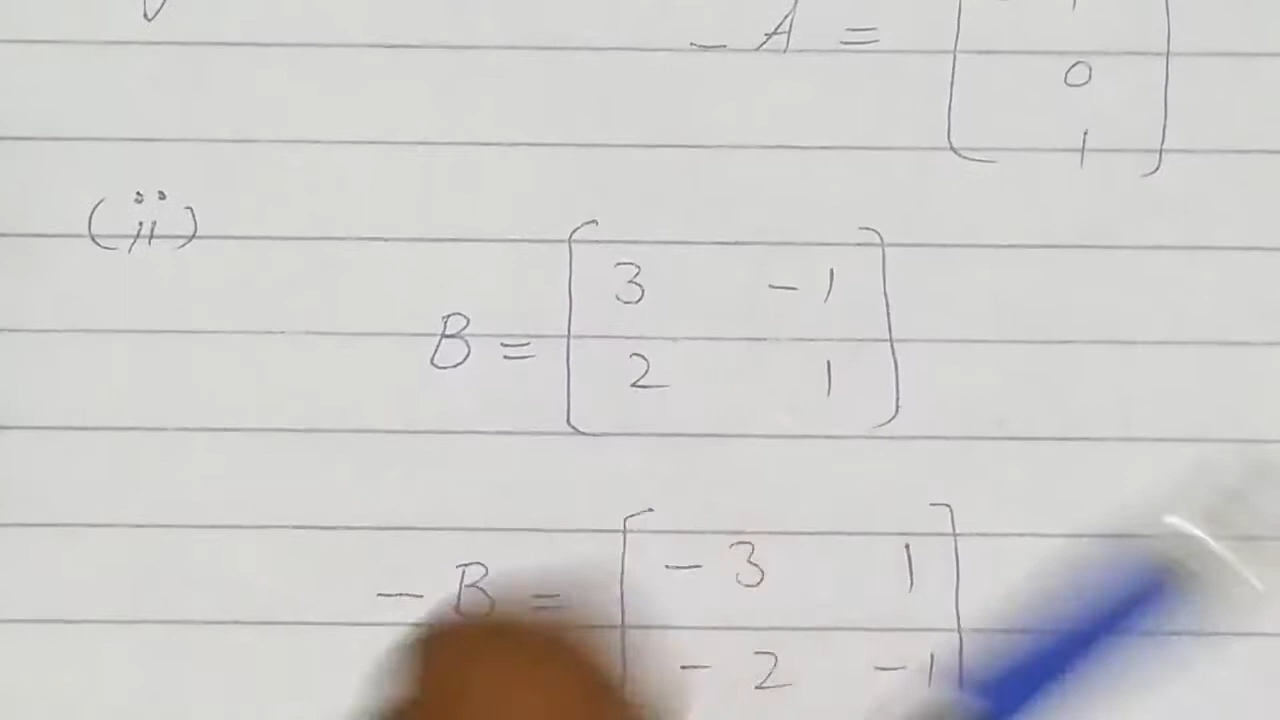 - A =
0
1
(ii)
3 -1
B =
2 1
-3 1
- B =
-2 -1